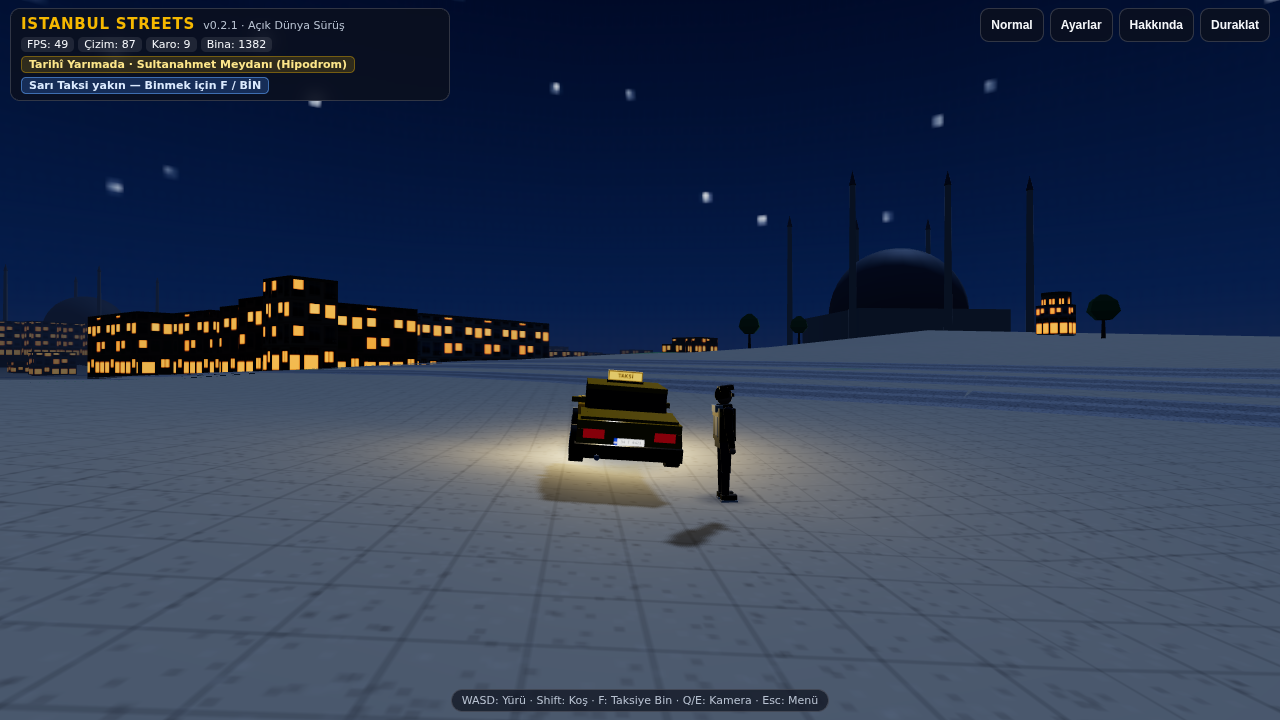 ISTANBUL STREETS v0.2.1 · Açık Dünya Sürüş
FPS: 49 Çizim: 87 Karo: 9 Bina: 1382
Tarihî Yarımada · Sultanahmet Meydanı (Hipodrom)
Sarı Taksi yakın — Binmek için F / BİN
Normal Ayarlar Hakkında Duraklat
TAKSİ
WASD: Yürü · Shift: Koş · F: Taksiye Bin · Q/E: Kamera · Esc: Menü